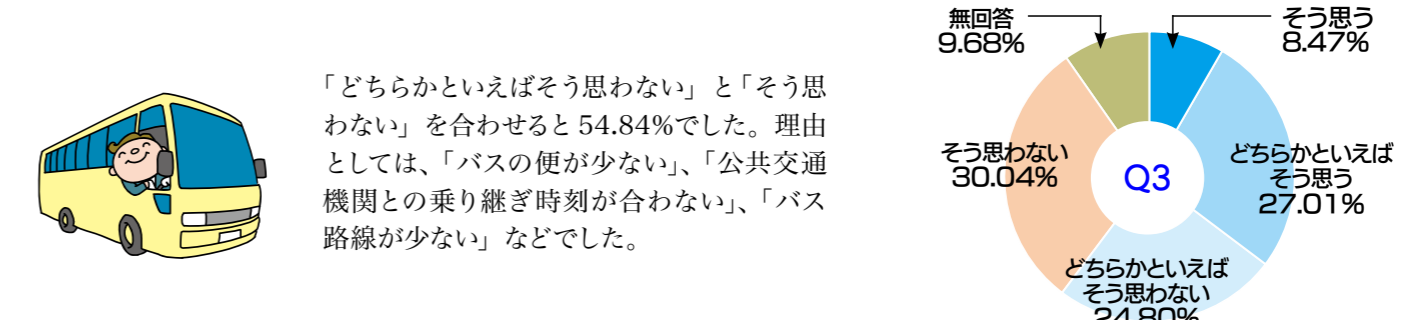 「どちらかといえばそう思わない」と「そう思
わない」を合わせると54.84%でした。理由
としては、「バスの便が少ない」、「公共交通
機関との乗り継ぎ時刻が合わない」、「バス
路線が少ない」などでした。
無回答
9.68%
そう思う
8.47%
そう思わない
30.04%
Q3
どちらかといえば
そう思う
27.01%
どちらかといえば
そう思わない
24.80%